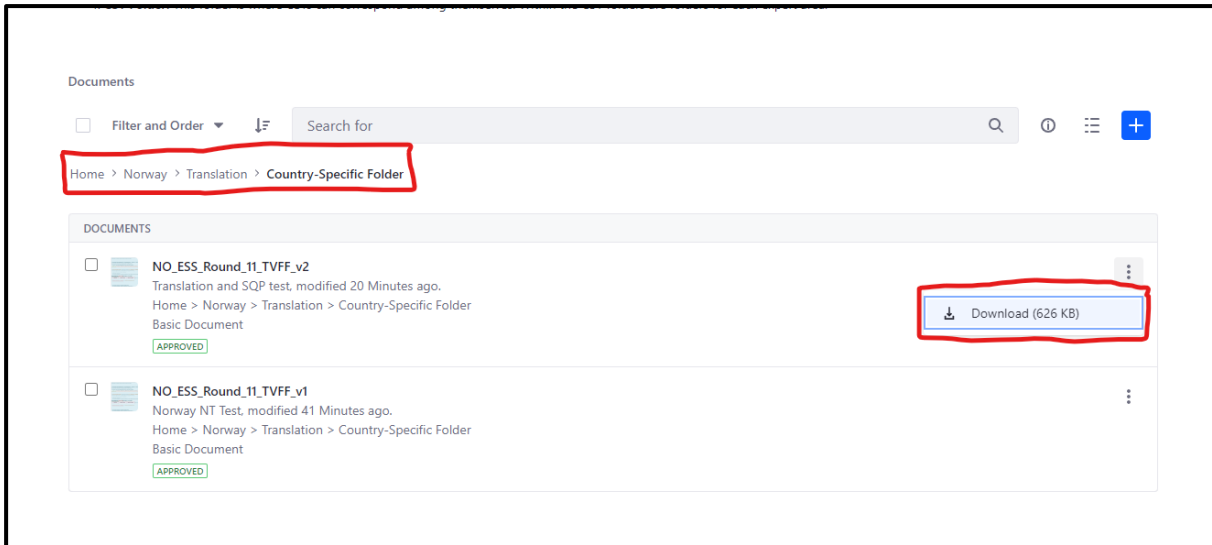 Documents
Filter and Order
Search for
Home > Norway > Translation > Country-Specific Folder
DOCUMENTS
NO_ESS_Round_11_TVFF_v2
Translation and SQP test, modified 20 Minutes ago.
Home > Norway > Translation > Country-Specific Folder
Basic Document
APPROVED
Download (626 KB)
NO_ESS_Round_11_TVFF_v1
Norway NT Test, modified 41 Minutes ago.
Home > Norway > Translation > Country-Specific Folder
Basic Document
APPROVED